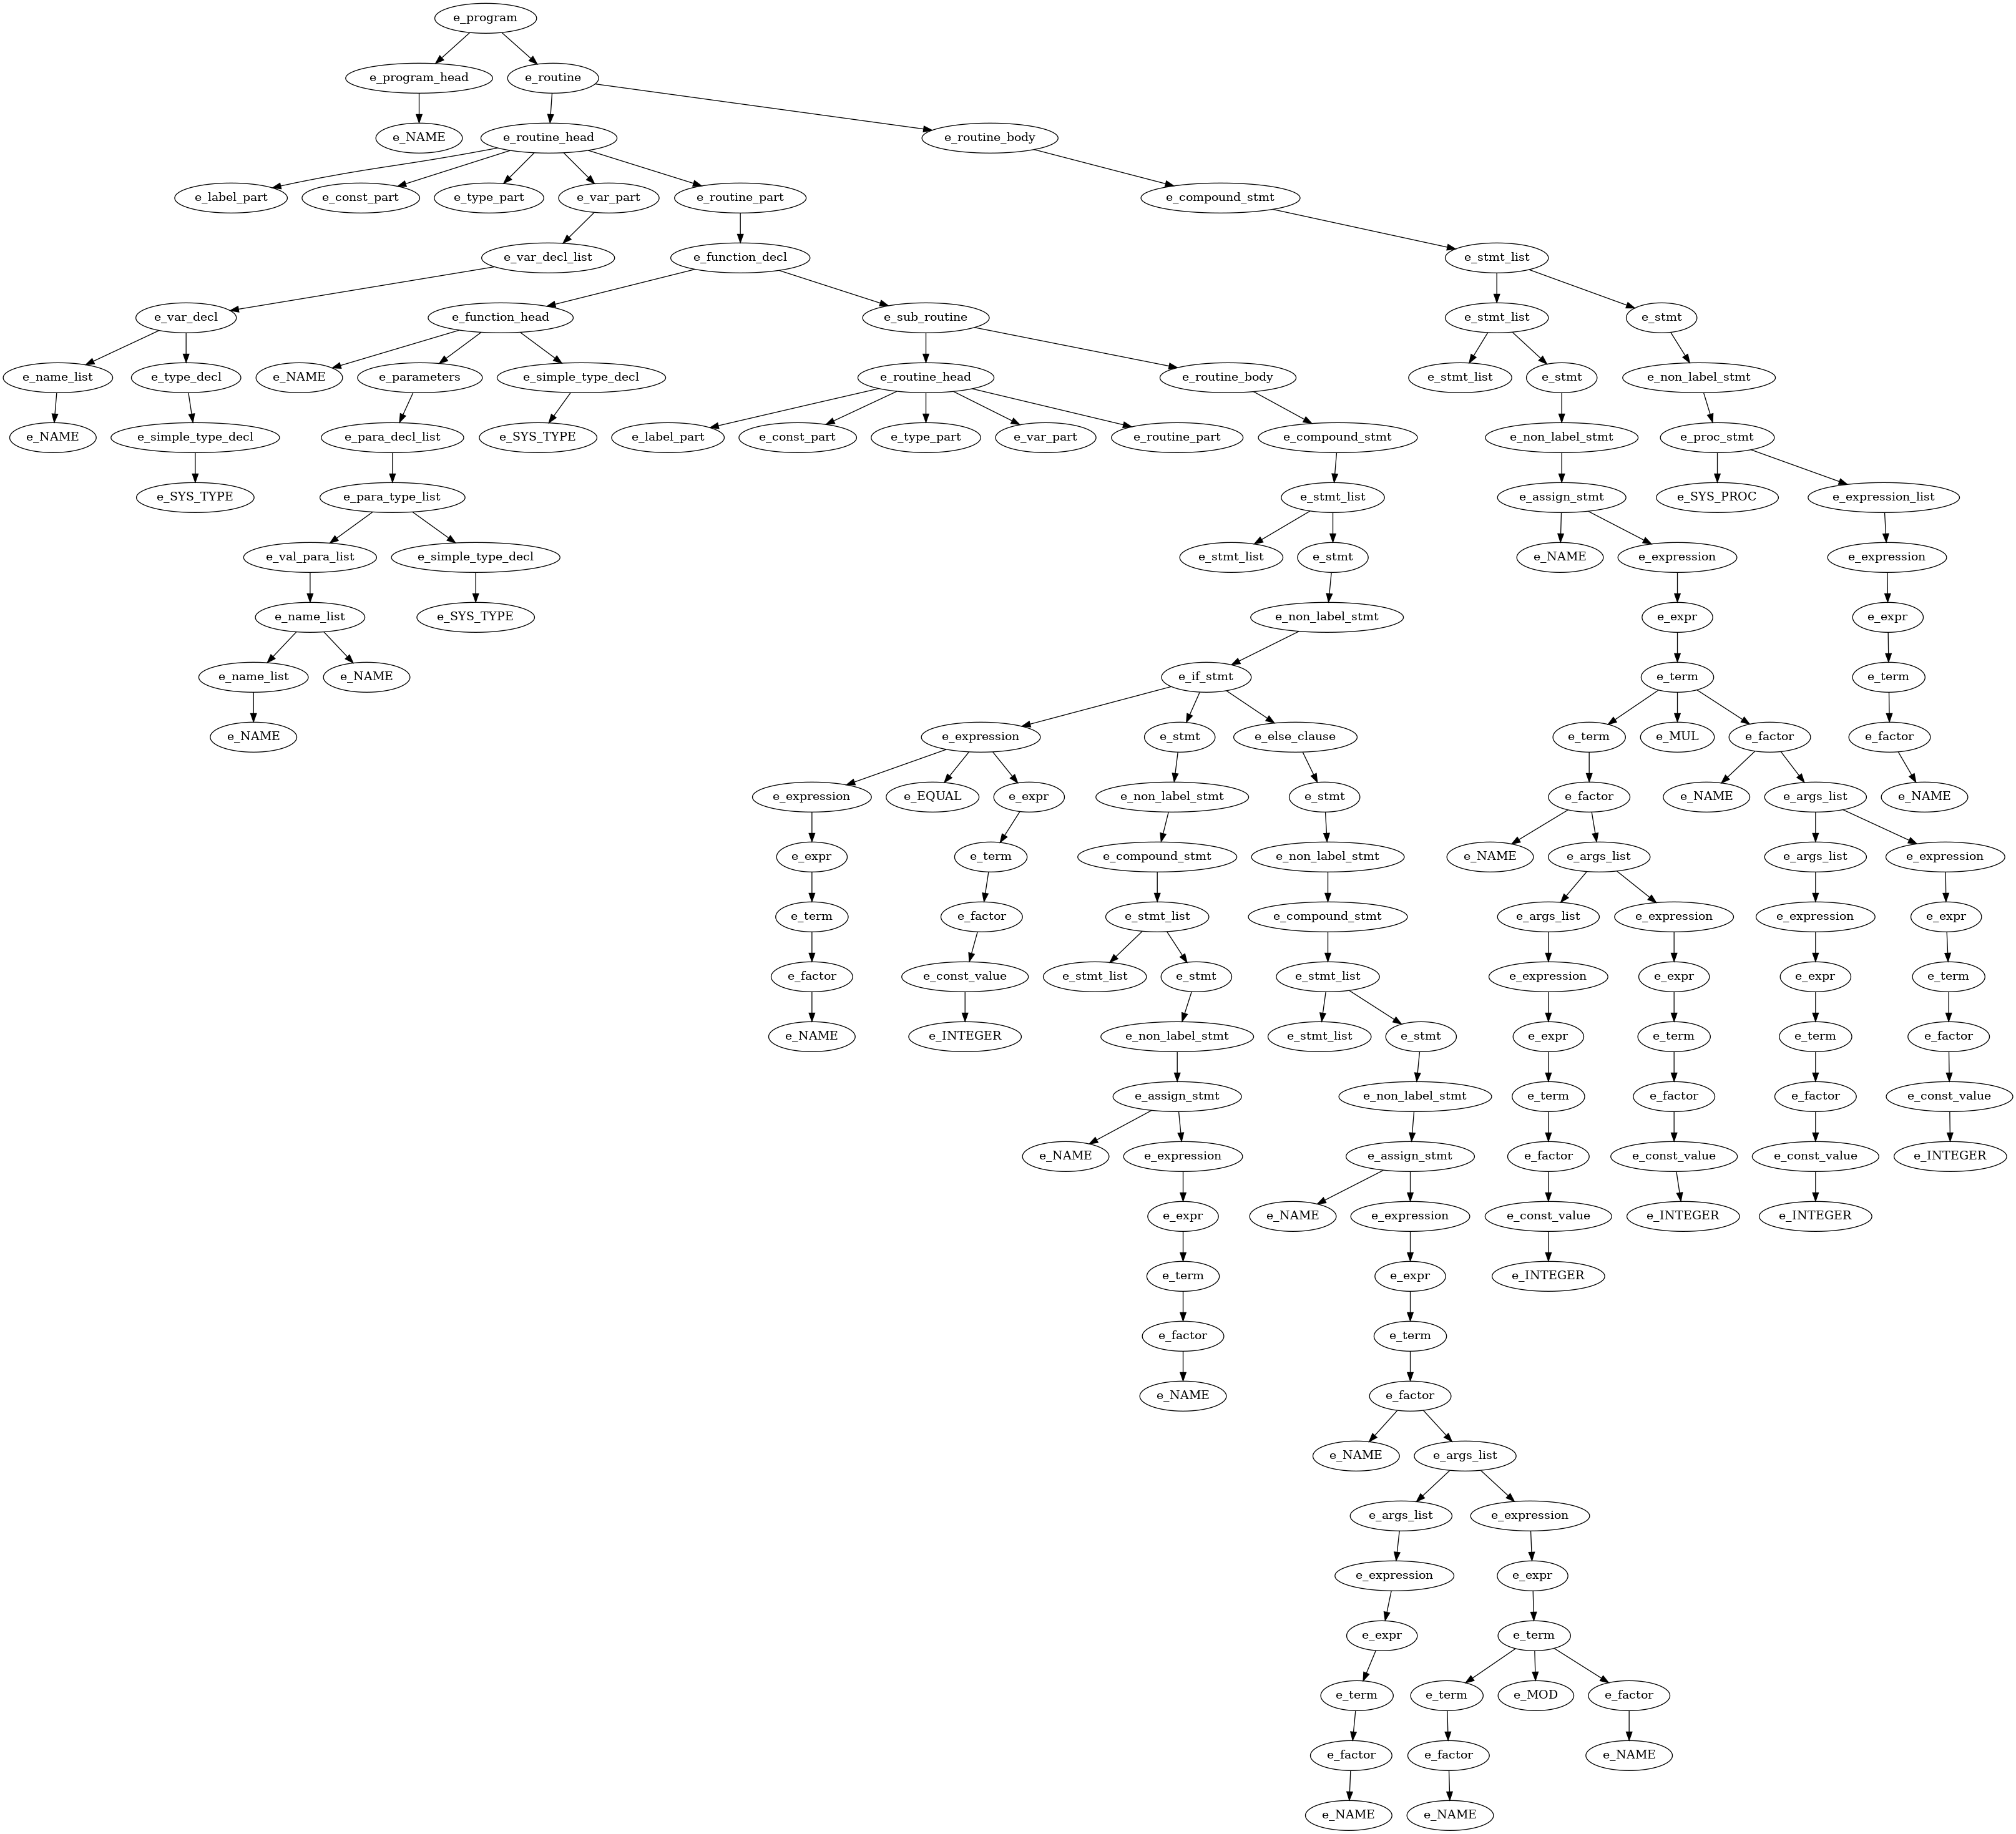 e_program
e_program_head e_routine
e_NAME e_routine_head e_routine_body
e_label_part e_const_part e_type_part e_var_part e_routine_part e_compound_stmt
e_var_decl_list e_function_decl e_stmt_list
e_var_decl e_function_head e_sub_routine e_stmt_list e_stmt
e_name_list e_type_decl e_NAME e_parameters e_simple_type_decl e_routine_head e_routine_body e_stmt_list e_stmt e_non_label_stmt
e_NAME e_simple_type_decl e_para_decl_list e_SYS_TYPE e_label_part e_const_part e_type_part e_var_part e_routine_part e_compound_stmt e_non_label_stmt e_proc_stmt
e_SYS_TYPE e_para_type_list e_stmt_list e_assign_stmt e_SYS_PROC e_expression_list
e_val_para_list e_simple_type_decl e_stmt_list e_stmt e_NAME e_expression e_expression
e_name_list e_SYS_TYPE e_non_label_stmt e_expr e_expr
e_name_list e_NAME e_if_stmt e_term e_term
e_NAME e_expression e_stmt e_else_clause e_term e_MUL e_factor e_factor
e_expression e_EQUAL e_expr e_non_label_stmt e_stmt e_factor e_NAME e_args_list e_NAME
e_expr e_term e_compound_stmt e_non_label_stmt e_NAME e_args_list e_args_list e_expression
e_term e_factor e_stmt_list e_compound_stmt e_args_list e_expression e_expression e_expr
e_factor e_const_value e_stmt_list e_stmt e_stmt_list e_expression e_expr e_expr e_term
e_NAME e_INTEGER e_non_label_stmt e_stmt_list e_stmt e_expr e_term e_term e_factor
e_assign_stmt e_non_label_stmt e_term e_factor e_factor e_const_value
e_NAME e_expression e_assign_stmt e_factor e_const_value e_const_value e_INTEGER
e_expr e_NAME e_expression e_const_value e_INTEGER e_INTEGER
e_term e_expr e_INTEGER
e_factor e_term
e_NAME e_factor
e_NAME e_args_list
e_args_list e_expression
e_expression e_expr
e_expr e_term
e_term e_term e_MOD e_factor
e_factor e_factor e_NAME
e_NAME e_NAME